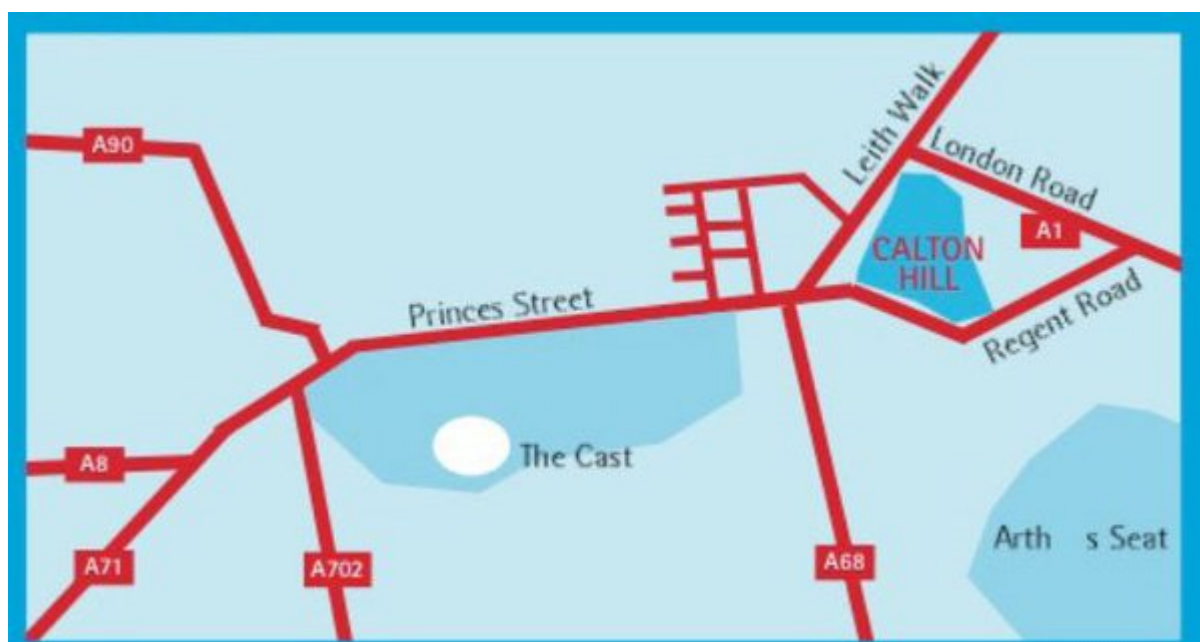 A90
Leith Walk
London Road
A1
CALTON
HILL
Princes Street
Regent Road
The Cast
A8
Arth s Seat
A71
A702
A68